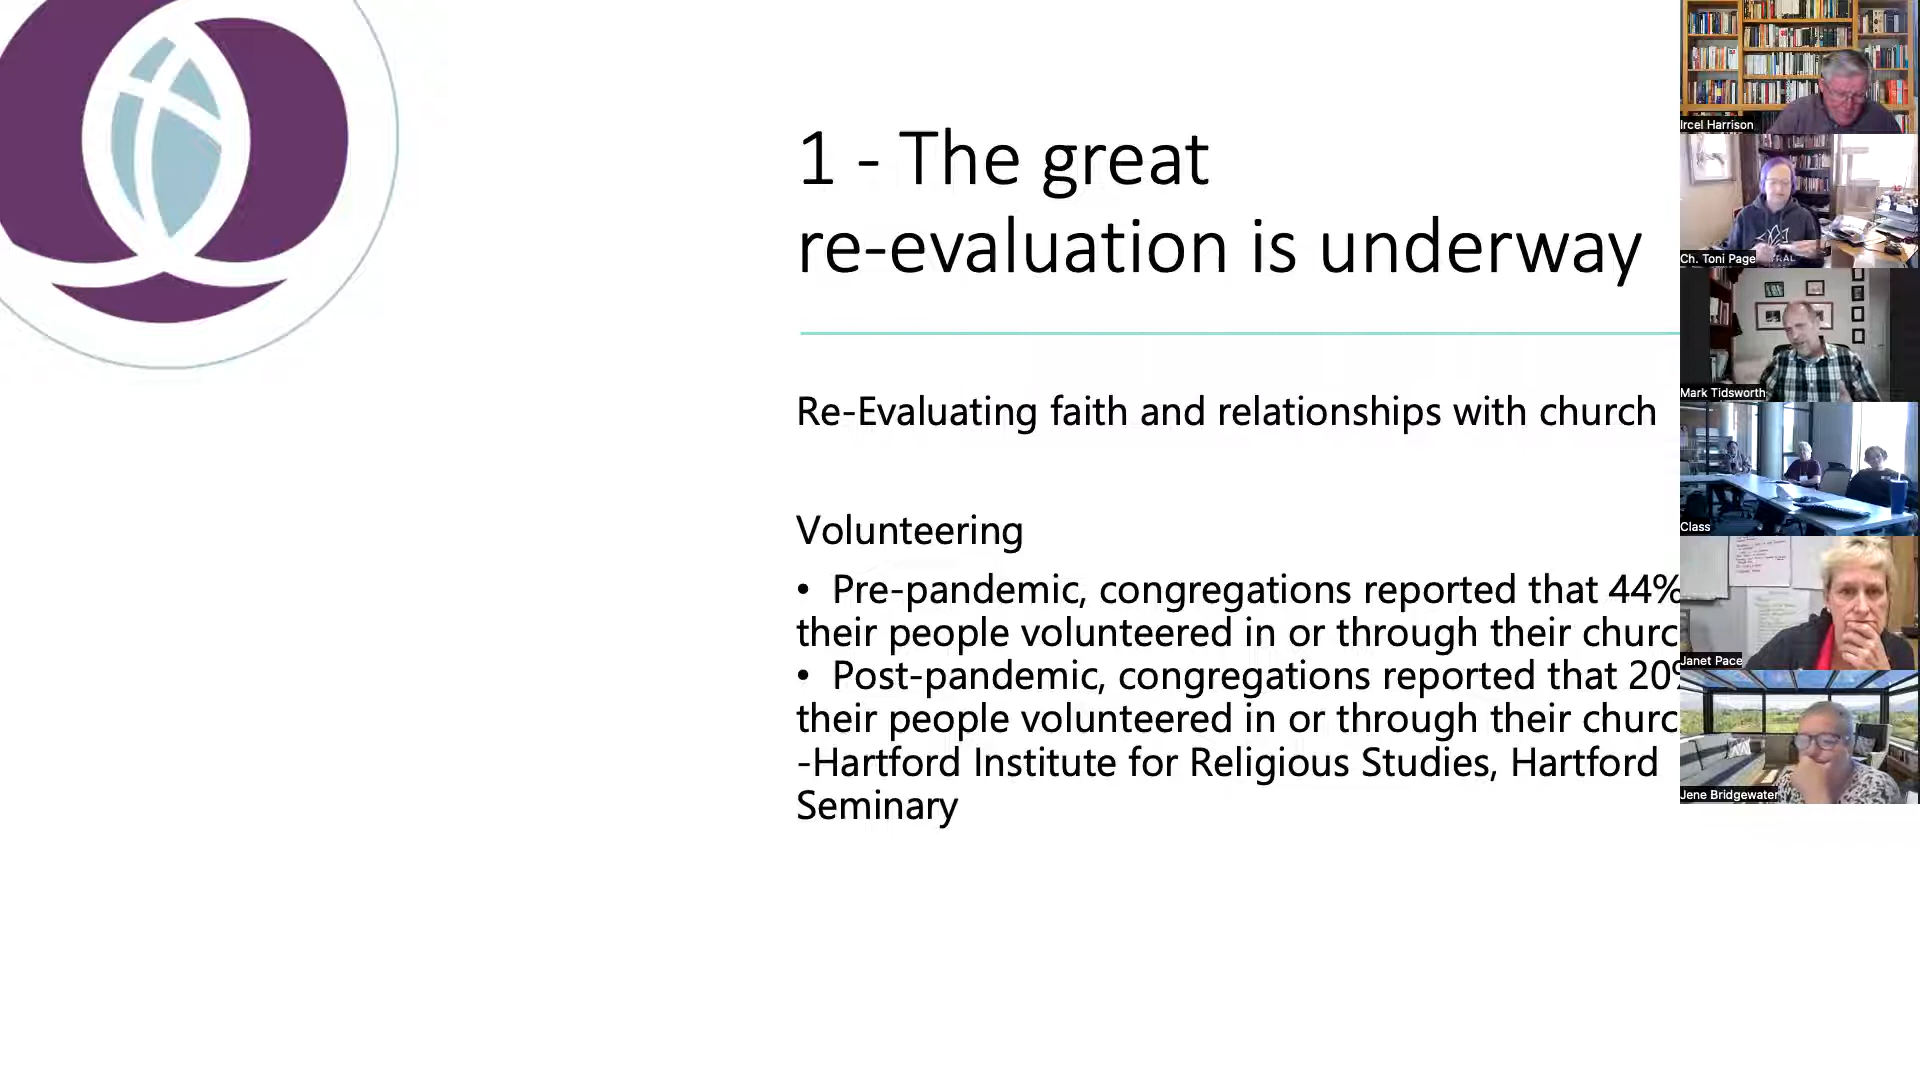 1 - The great
re-evaluation is underway
Re-Evaluating faith and relationships with church
Volunteering
• Pre-pandemic, congregations reported that 44%
their people volunteered in or through their churc
• Post-pandemic, congregations reported that 20%
their people volunteered in or through their churc
-Hartford Institute for Religious Studies, Hartford
Seminary
Ircel Harrison
Ch. Toni Page
Mark Tidsworth
Class
Janet Pace
Jene Bridgewater